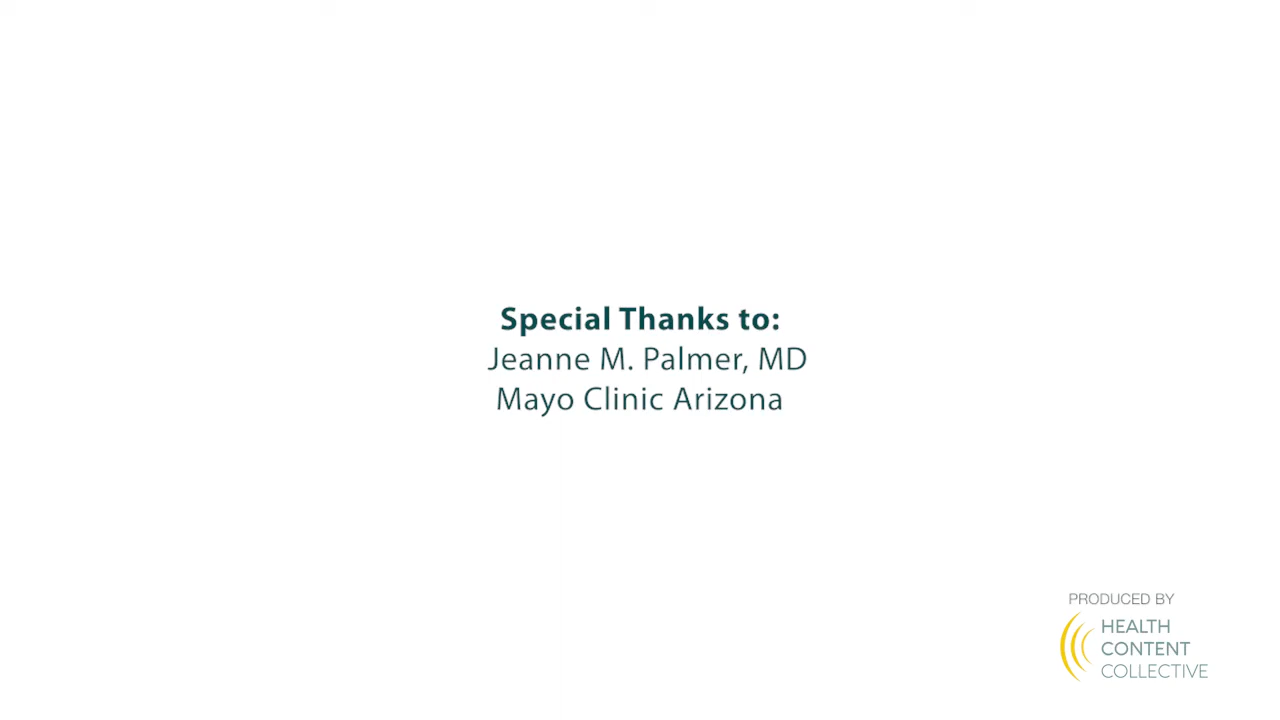 Special Thanks to:
Jeanne M. Palmer, MD
Mayo Clinic Arizona
PRODUCED BY
HEALTH
CONTENT
COLLECTIVE